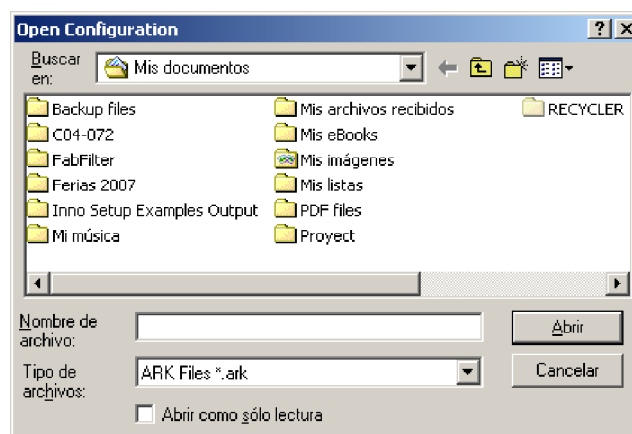 Open Configuration
Buscar en:
Mis documentos
Backup files
C04-072
FabFilter
Ferias 2007
Inno Setup Examples Output
Mi música
Mis archivos recibidos
Mis eBooks
Mis imágenes
Mis listas
PDF files
Proyect
RECYCLER
Nombre de archivo:
Abrir
Tipo de archivos:
ARK Files *.ark
Cancelar
Abrir como sólo lectura